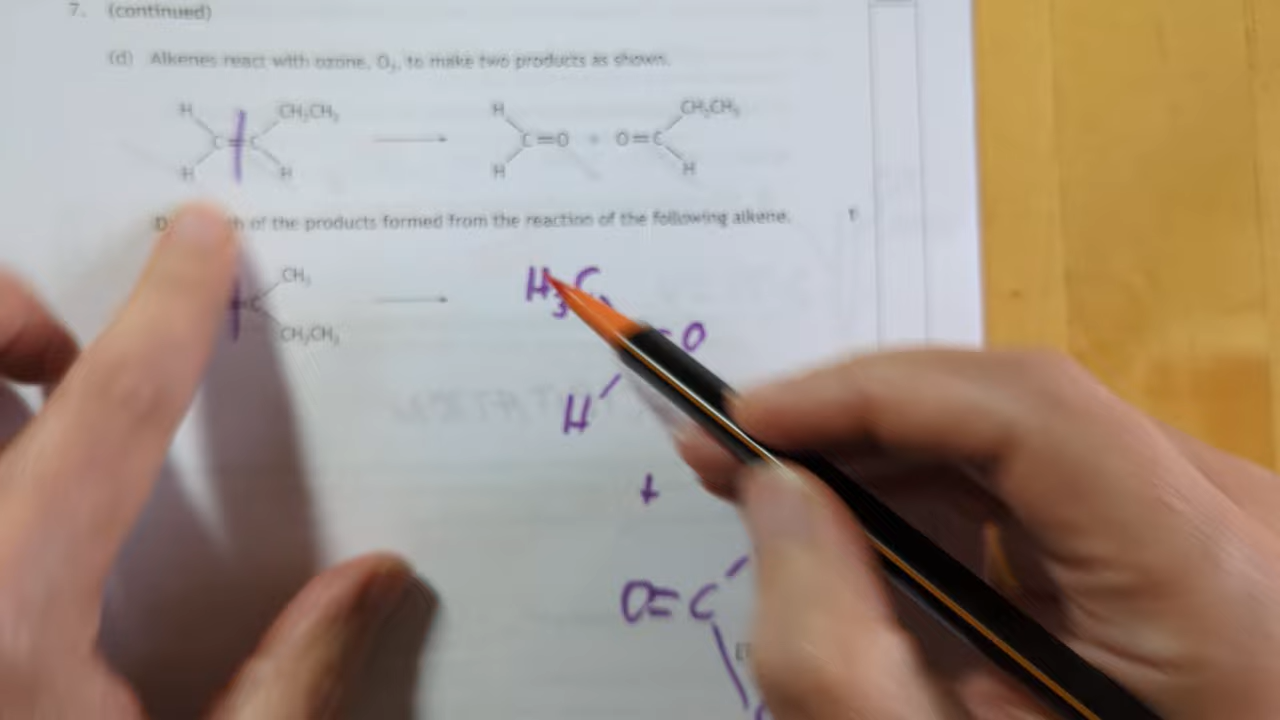 7. (continued)
(d) Alkenes react with ozone, O₃, to make two products as shown.
H CH₂CH₃ H CH₂CH₃
C=C C=O + O=C
H H H H
of the products formed from the reaction of the following alkene. 1
CH₃ H₃C
C
CH₂CH₃ =O
H
+
O=C